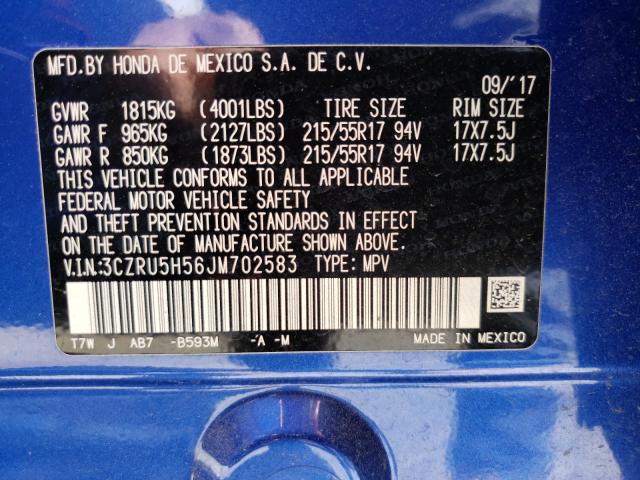 MFD.BY HONDA DE MEXICO S.A. DE C.V.
09/'17
GVWR 1815KG (4001LBS) TIRE SIZE RIM SIZE
GAWR F 965KG (2127LBS) 215/55R17 94V 17X7.5J
GAWR R 850KG (1873LBS) 215/55R17 94V 17X7.5J
THIS VEHICLE CONFORMS TO ALL APPLICABLE
FEDERAL MOTOR VEHICLE SAFETY
AND THEFT PREVENTION STANDARDS IN EFFECT
ON THE DATE OF MANUFACTURE SHOWN ABOVE.
V.I.N:3CZRU5H56JM702583 TYPE: MPV
T7W J AB7 -B593M -A -M MADE IN MEXICO